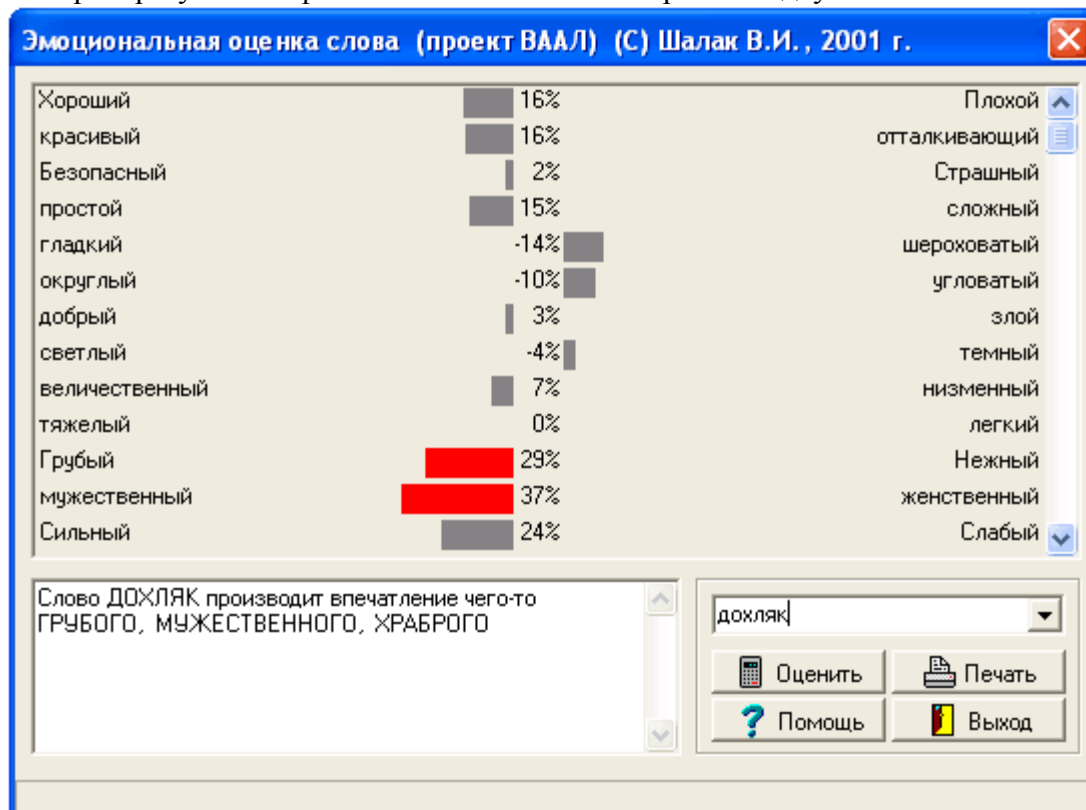 Эмоциональная оценка слова (проект ВААЛ) (С) Шалак В.И., 2001 г.
Хороший 16% Плохой
красивый 16% отталкивающий
Безопасный 2% Страшный
простой 15% сложный
гладкий -14% шероховатый
округлый -10% угловатый
добрый 3% злой
светлый -4% темный
величественный 7% низменный
тяжелый 0% легкий
Грубый 29% Нежный
мужественный 37% женственный
Сильный 24% Слабый
Слово ДОХЛЯК производит впечатление чего-то
ГРУБОГО, МУЖЕСТВЕННОГО, ХРАБРОГО
дохляк
Оценить Печать
Помощь Выход